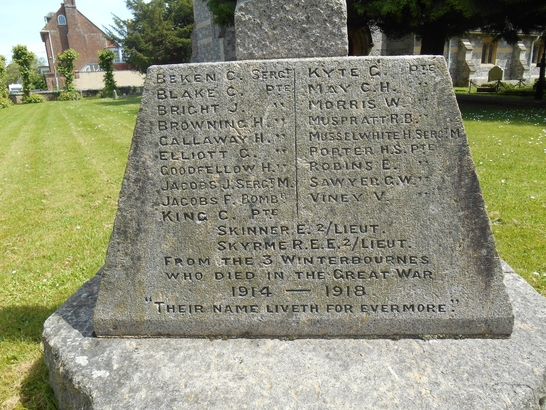 BEKEN C. SERGT
BLAKE C. PTE
BRIGHT J. "
BROWNING H. "
CALLAWAY H. "
ELLIOTT G. "
GOODFELLOW H. "
JACOBS J. SERGT M.
JACOBS F. BOMBR
KING C. PTE
KYTE G. PTE
MAY C.H. "
MORRIS W. "
MUSPRATT R.B. "
MUSSELWHITE H. SERGT M.
PORTER H.S. PTE
ROBINS E. "
SAWYER G.W. "
VINEY V. "
SKINNER E. 2/LIEUT.
SKYRME R.E.E. 2/LIEUT.
FROM THE 3 WINTERBOURNES
WHO DIED IN THE GREAT WAR
1914 — 1918
"THEIR NAME LIVETH FOR EVERMORE."